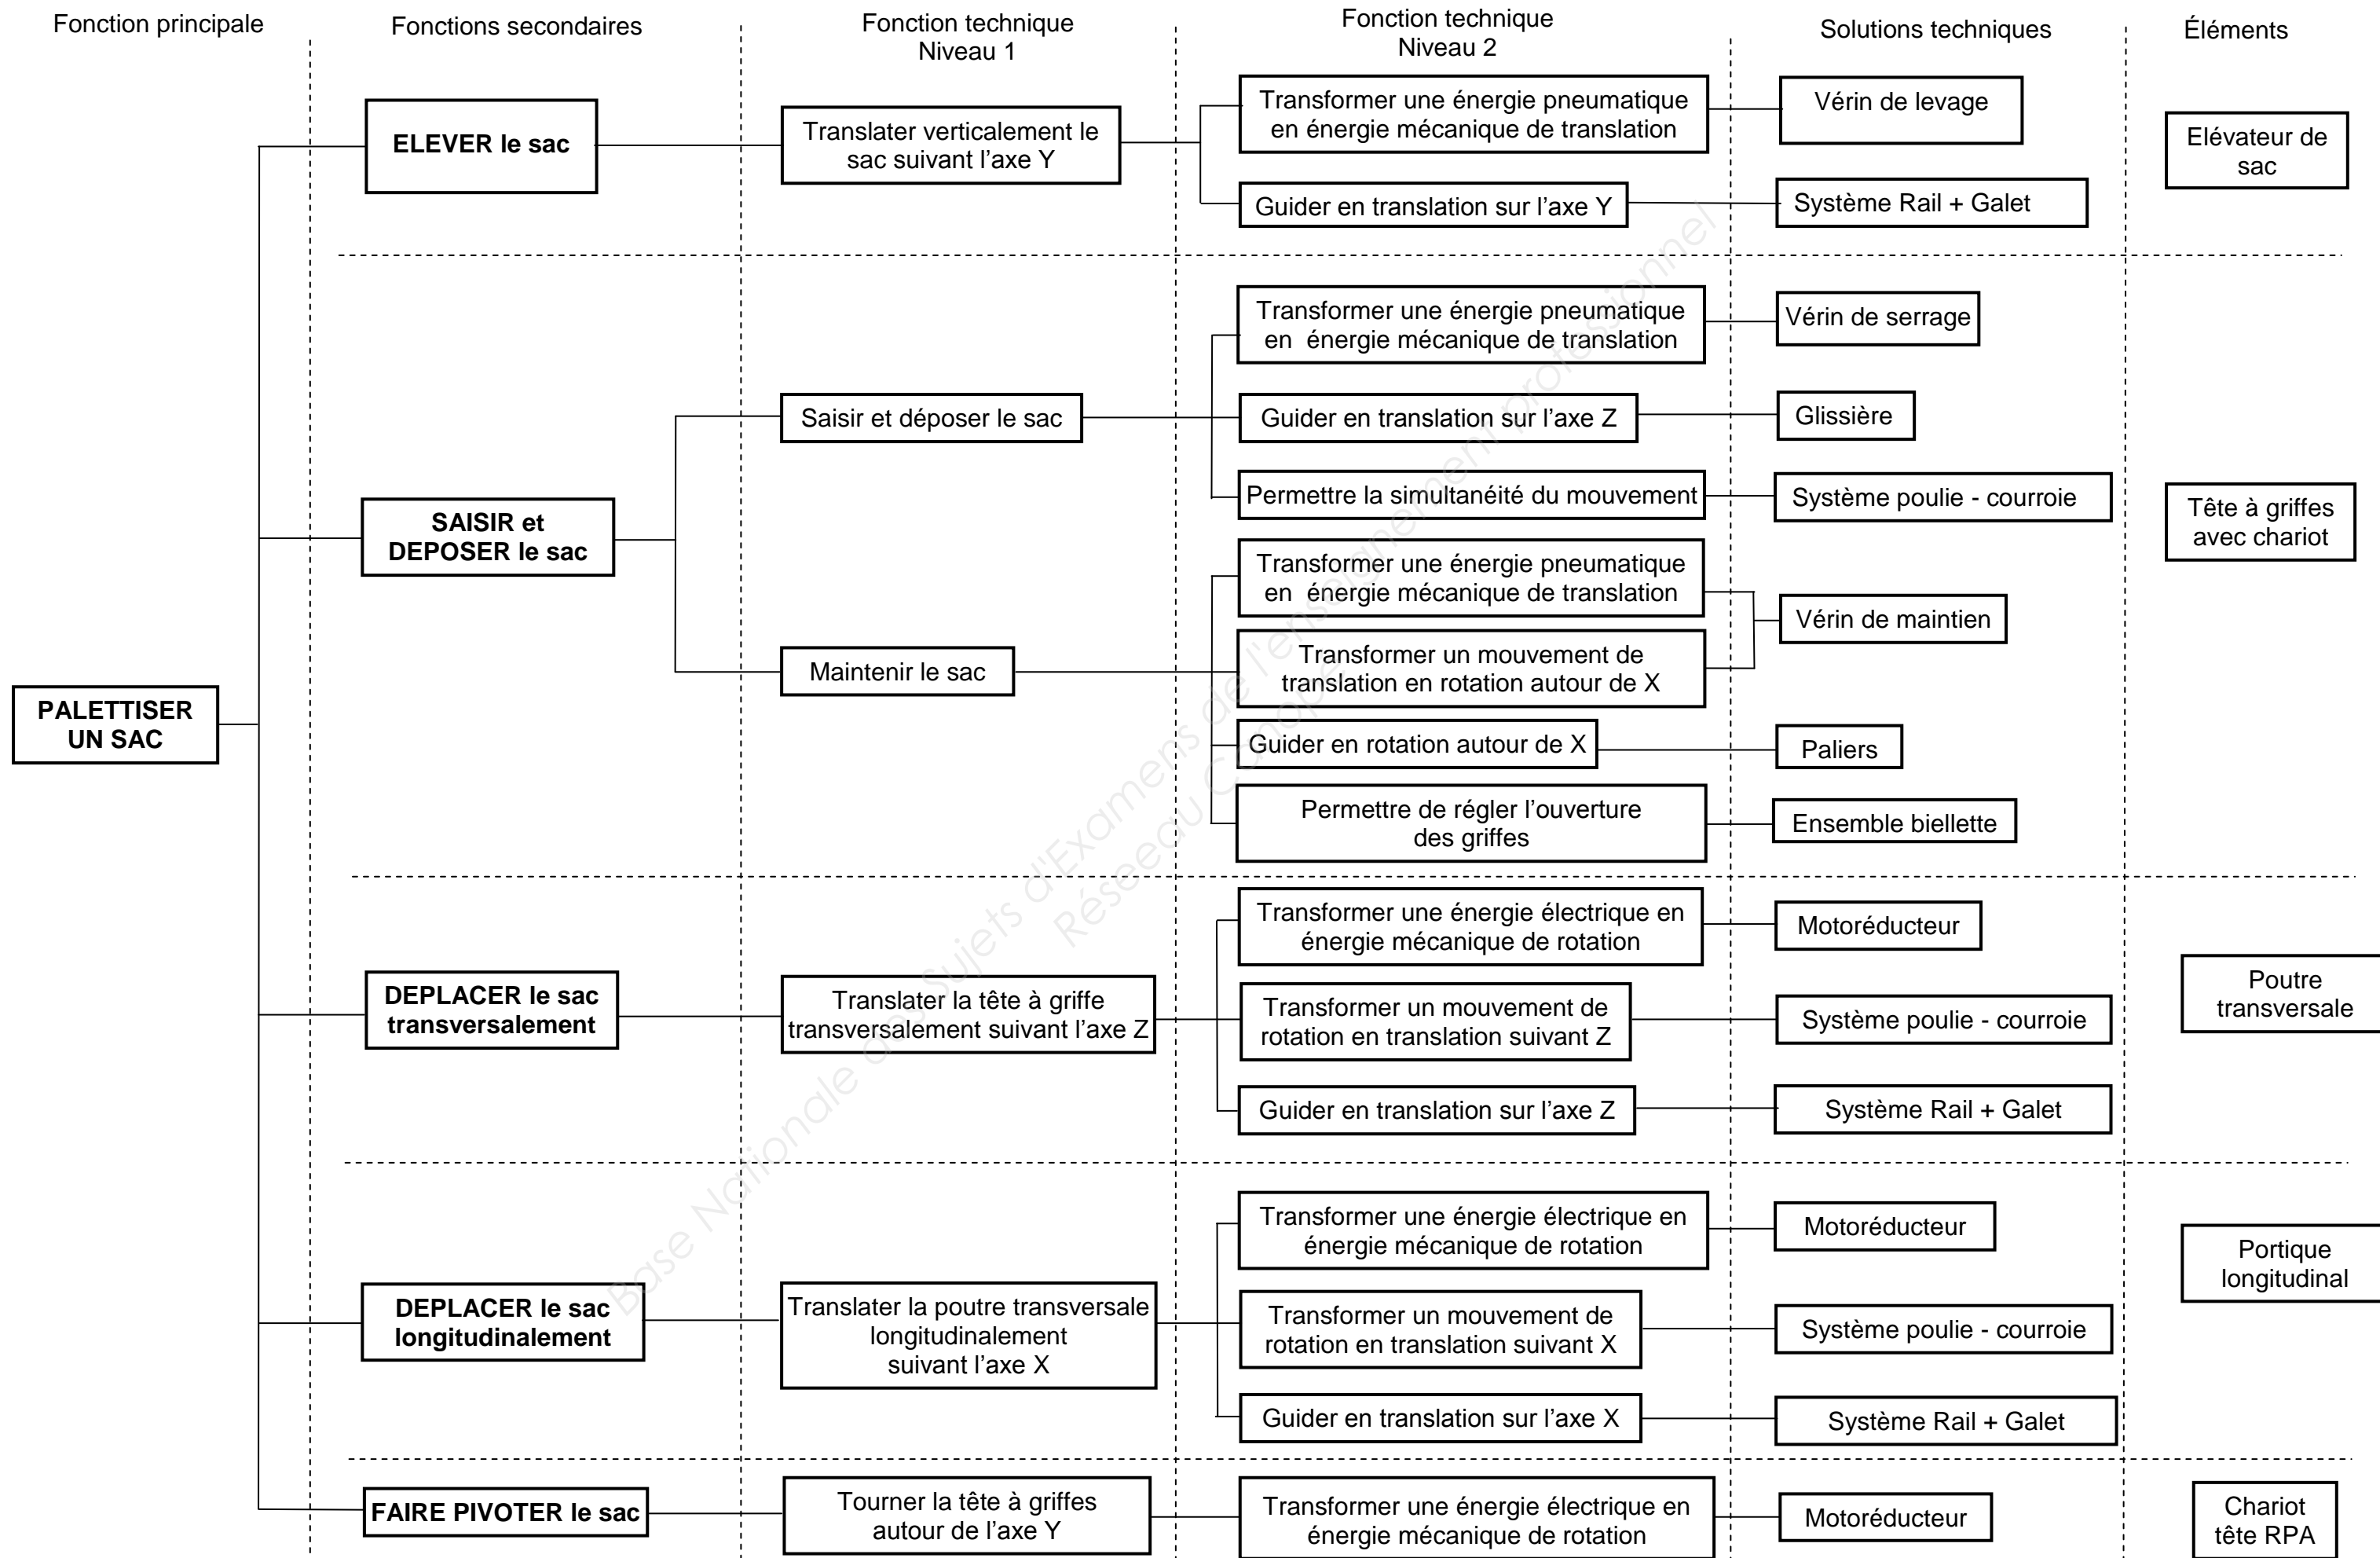 Fonction principale
Fonctions secondaires
Fonction technique
Niveau 1
Fonction technique
Niveau 2
Solutions techniques
Éléments
PALETTISER
UN SAC
ELEVER le sac
Translater verticalement le
sac suivant l’axe Y
Transformer une énergie pneumatique
en énergie mécanique de translation
Vérin de levage
Guider en translation sur l’axe Y
Système Rail + Galet
Elévateur de
sac
SAISIR et
DEPOSER le sac
Saisir et déposer le sac
Transformer une énergie pneumatique
en énergie mécanique de translation
Vérin de serrage
Guider en translation sur l’axe Z
Glissière
Permettre la simultanéité du mouvement
Système poulie - courroie
Maintenir le sac
Transformer une énergie pneumatique
en énergie mécanique de translation
Transformer un mouvement de
translation en rotation autour de X
Vérin de maintien
Guider en rotation autour de X
Paliers
Permettre de régler l’ouverture
des griffes
Ensemble biellette
Tête à griffes
avec chariot
DEPLACER le sac
transversalement
Translater la tête à griffe
transversalement suivant l’axe Z
Transformer une énergie électrique en
énergie mécanique de rotation
Motoréducteur
Transformer un mouvement de
rotation en translation suivant Z
Système poulie - courroie
Guider en translation sur l’axe Z
Système Rail + Galet
Poutre
transversale
DEPLACER le sac
longitudinalement
Translater la poutre transversale
longitudinalement
suivant l’axe X
Transformer une énergie électrique en
énergie mécanique de rotation
Motoréducteur
Transformer un mouvement de
rotation en translation suivant X
Système poulie - courroie
Guider en translation sur l’axe X
Système Rail + Galet
Portique
longitudinal
FAIRE PIVOTER le sac
Tourner la tête à griffes
autour de l’axe Y
Transformer une énergie électrique en
énergie mécanique de rotation
Motoréducteur
Chariot
tête RPA
Base Nationale des Sujets d'Examens de l'enseignement professionnel
Réseau Canopé